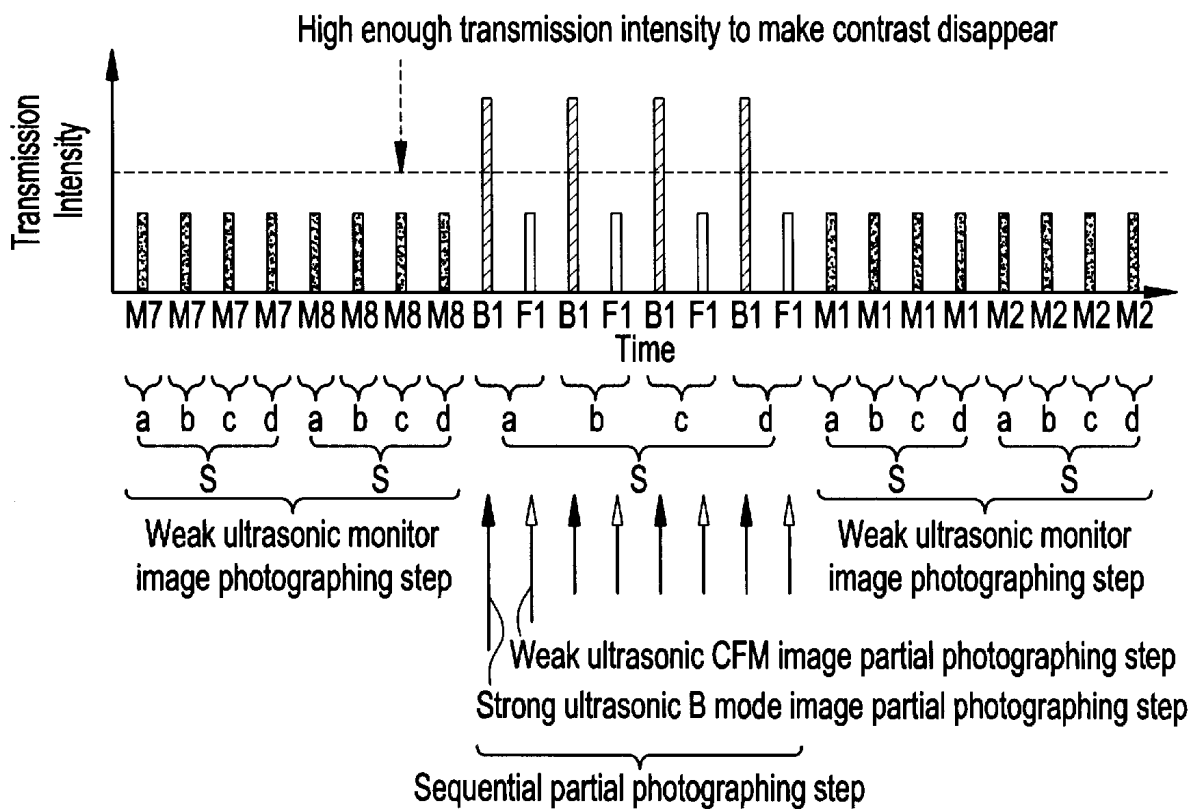 High enough transmission intensity to make contrast disappear
Transmission
Intensity
M7 M7 M7 M7 M8 M8 M8 M8 B1 F1 B1 F1 B1 F1 B1 F1 M1 M1 M1 M1 M2 M2 M2 M2
Time
a b c d a b c d a b c d a b c d a b c d
S S S S S
Weak ultrasonic monitor
image photographing step
Weak ultrasonic monitor
image photographing step
Weak ultrasonic CFM image partial photographing step
Strong ultrasonic B mode image partial photographing step
Sequential partial photographing step